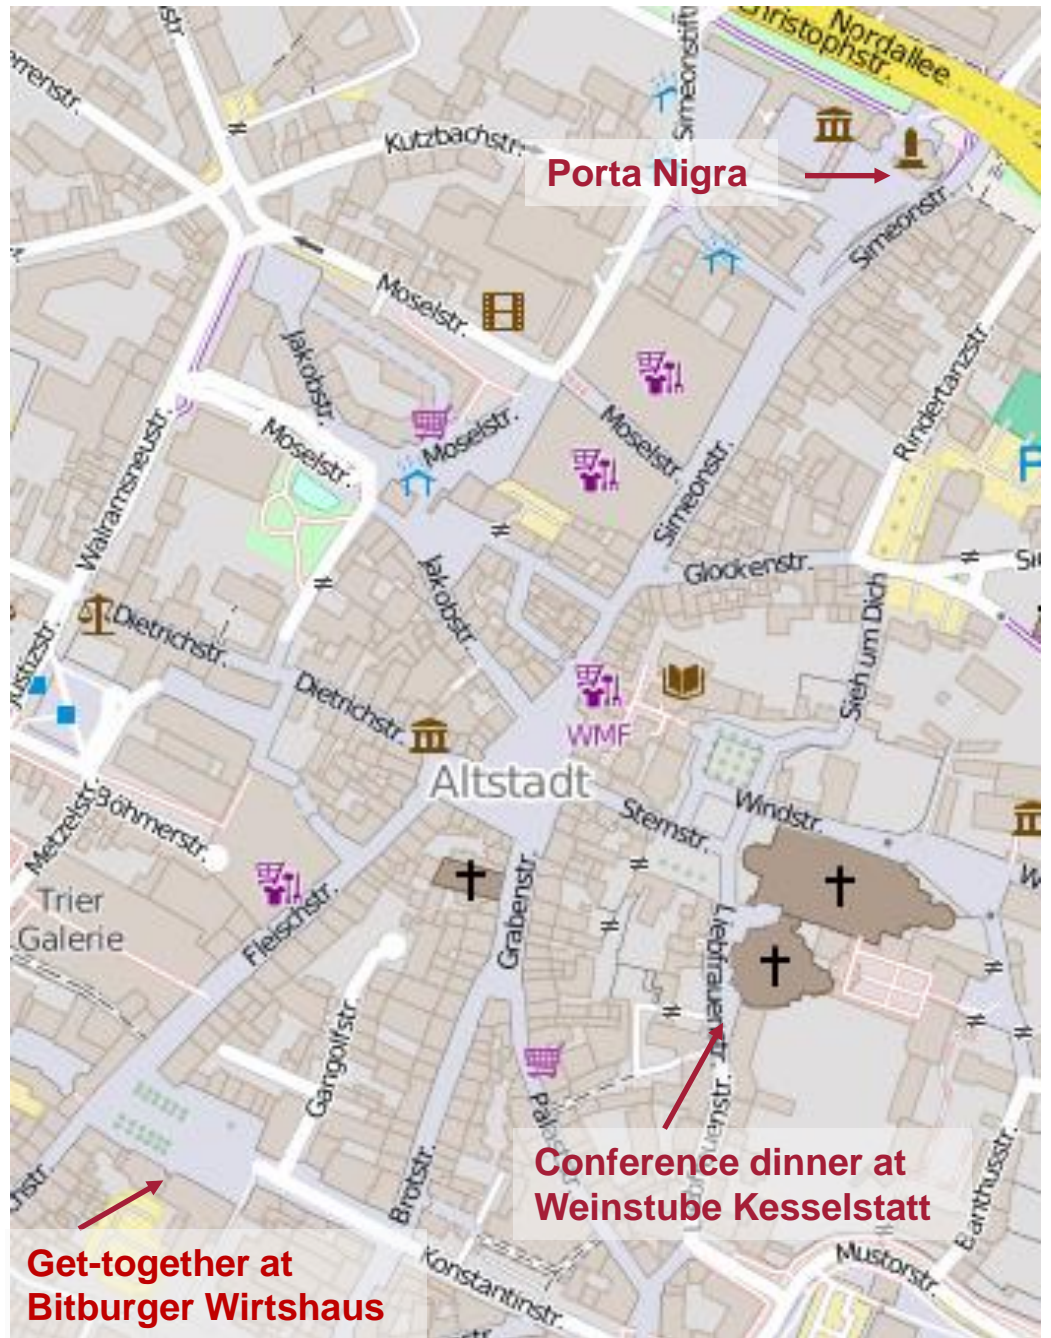 Nordallee
Christophstr.
Simeonstift
Kutzbachstr.
Porta Nigra
Simeonstr.
Moselstr.
Jakobstr.
Rindertanzstr.
P
Moselstr.
Moselstr.
Moselstr.
Walramsneustr.
Simeonstr.
Glockenstr.
Jakobstr.
Sieh um Dich
Dietrichstr.
Justizstr.
Dietrichstr.
WMF
Altstadt
Windstr.
Sternstr.
Metzelstr.
Böhmerstr.
Trier
Galerie
Fleischstr.
Grabenstr.
Liebfrauenstr.
Gangolfstr.
Brotstr.
Conference dinner at
Weinstube Kesselstatt
Get-together at
Bitburger Wirtshaus
Konstantinstr.
Mustorstr.